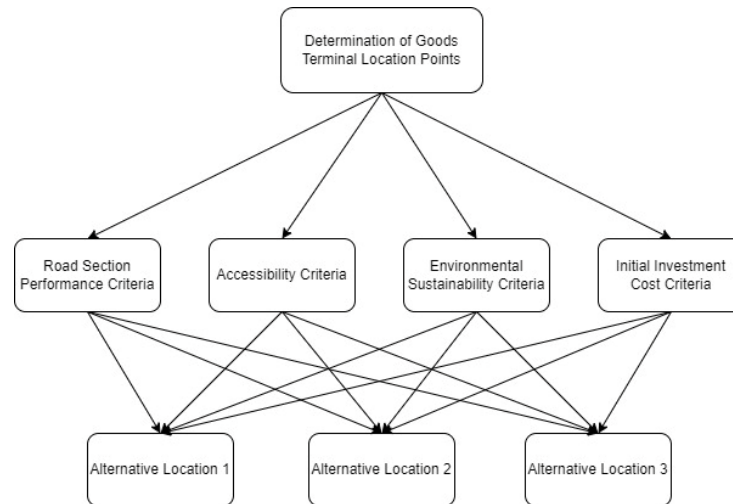 Determination of Goods
Terminal Location Points
Road Section
Performance Criteria
Accessibility Criteria
Environmental
Sustainability Criteria
Initial Investment
Cost Criteria
Alternative Location 1
Alternative Location 2
Alternative Location 3